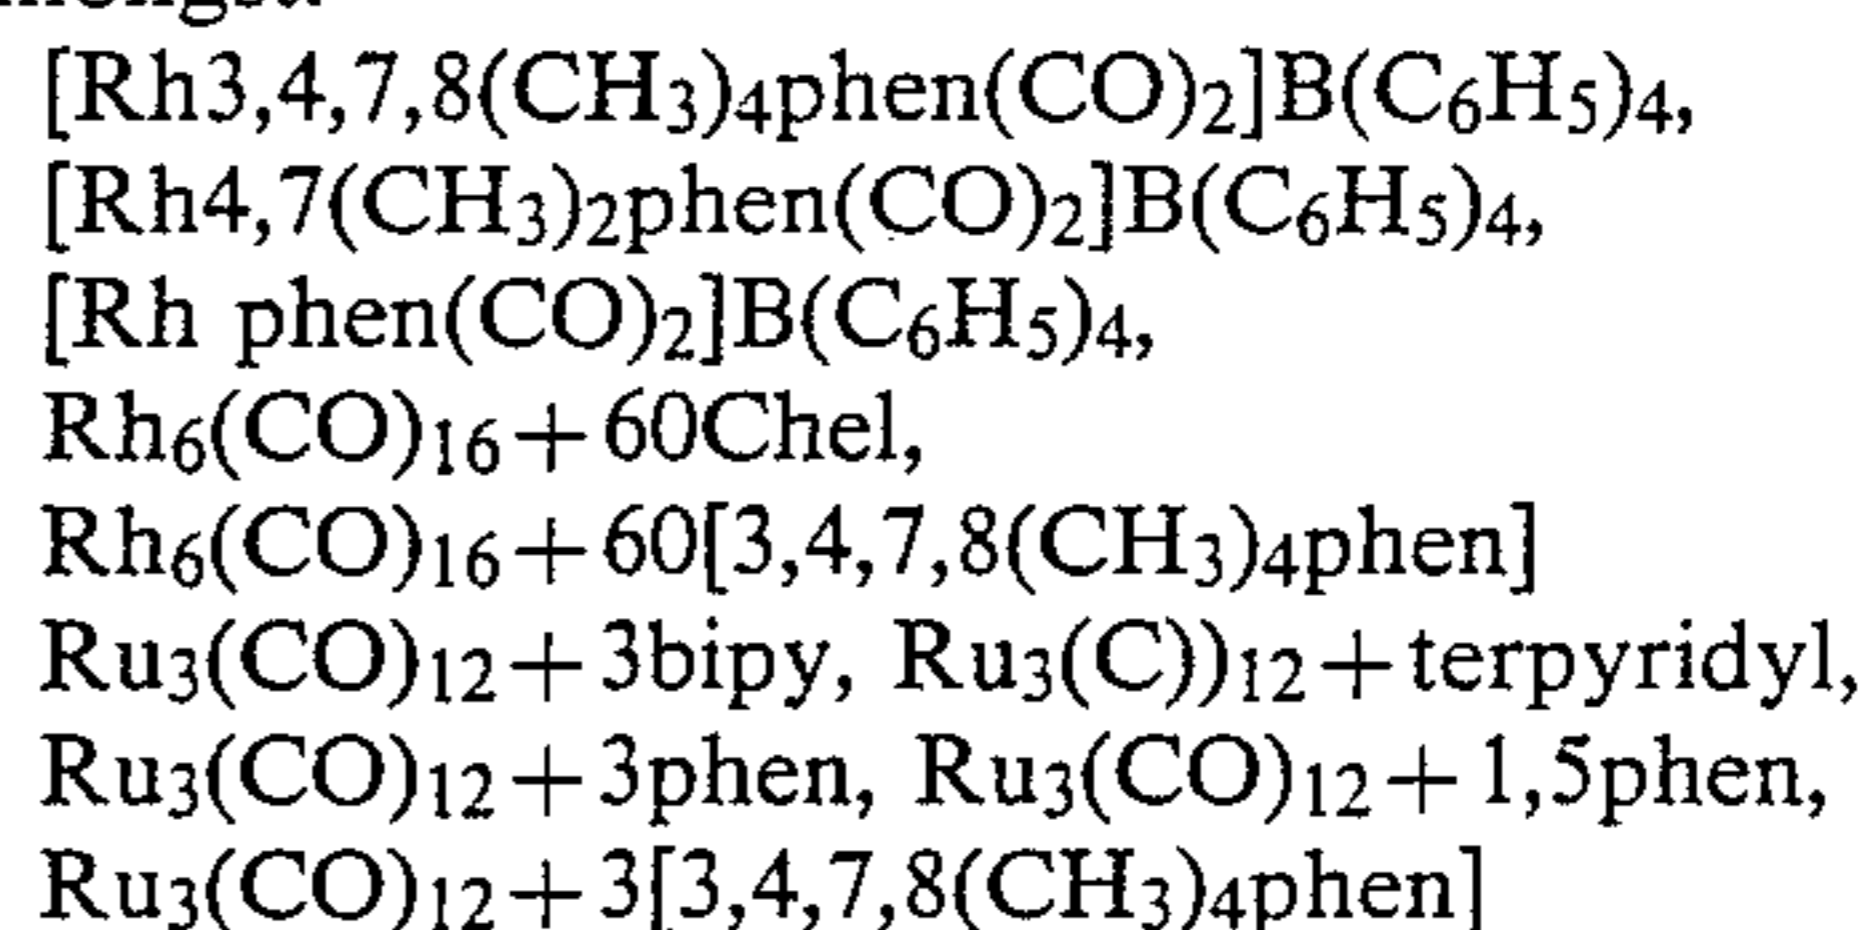 [Rh3,4,7,8(CH₃)₄phen(CO)₂]B(C₆H₅)₄,
[Rh4,7(CH₃)₂phen(CO)₂]B(C₆H₅)₄,
[Rh phen(CO)₂]B(C₆H₅)₄,
Rh₆(CO)₁₆+60Chel,
Rh₆(CO)₁₆+60[3,4,7,8(CH₃)₄phen]
Ru₃(CO)₁₂+3bipy, Ru₃(C))₁₂+terpyridyl,
Ru₃(CO)₁₂+3phen, Ru₃(CO)₁₂+1,5phen,
Ru₃(CO)₁₂+3[3,4,7,8(CH₃)₄phen]